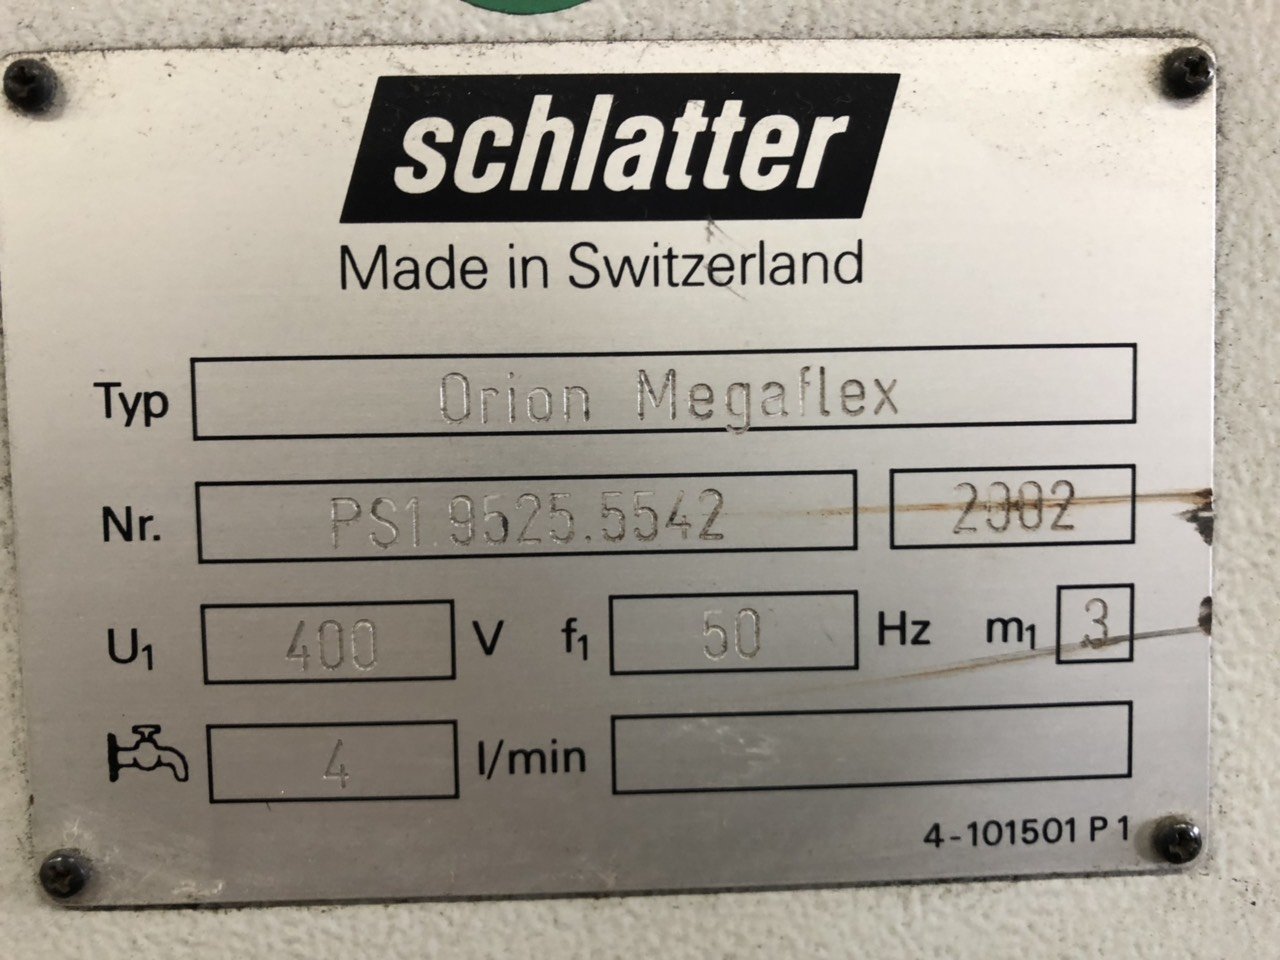 schlatter
Made in Switzerland
Typ Orion Megaflex
Nr. PS1.9525.5542 2002
U1 400 V f1 50 Hz m1 3
4 l/min
4-101501 P 1